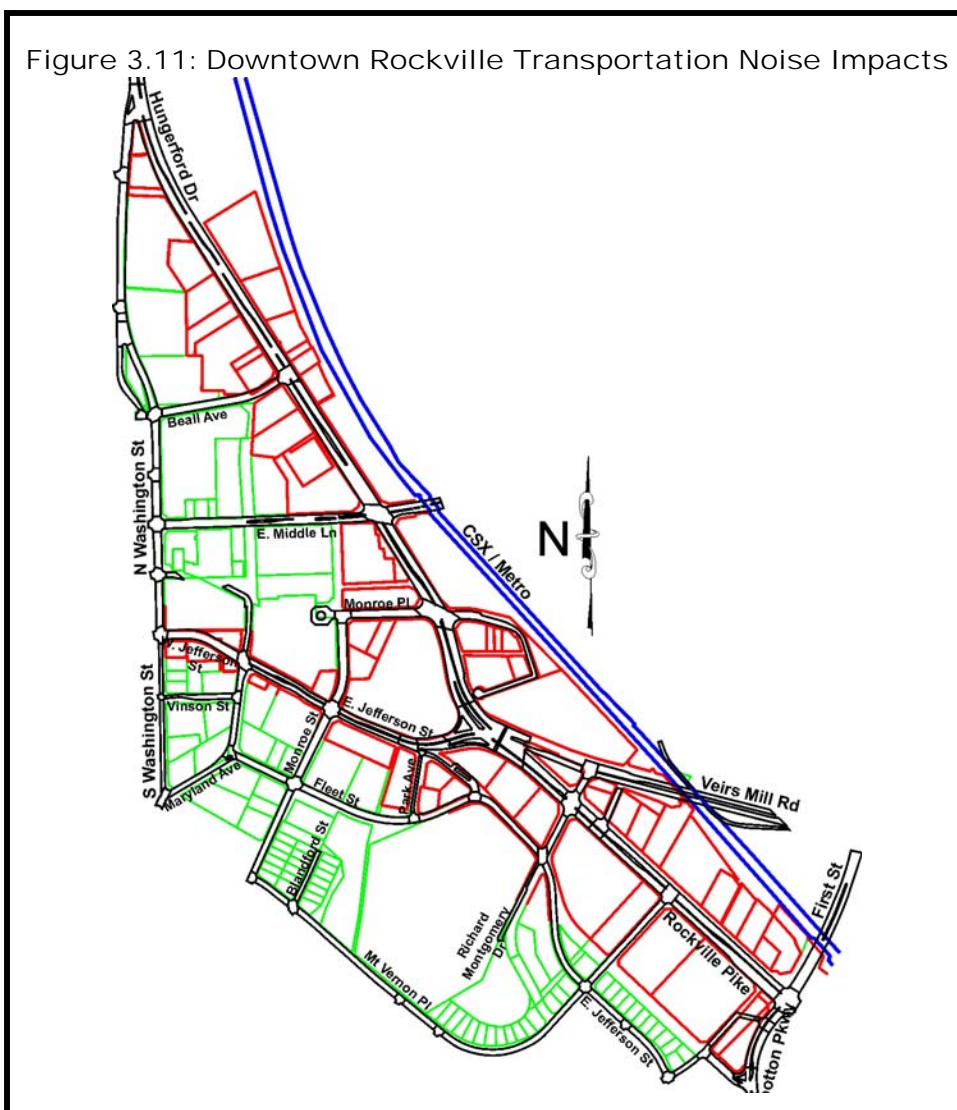 Figure 3.11: Downtown Rockville Transportation Noise Impacts
Hungerford Dr
Beall Ave
N Washington St
E. Middle Ln
N
CSX / Metro
Monroe Pl
Jefferson
St
S Washington St
Vinson St
E. Jefferson St
Monroe St
Maryland Ave
Fleet St
Park Ave
Veirs Mill Rd
Blandford St
First St
Richard
Montgomery
Dr
Rockville Pike
Mt Vernon Pl
E. Jefferson St
Pkwy